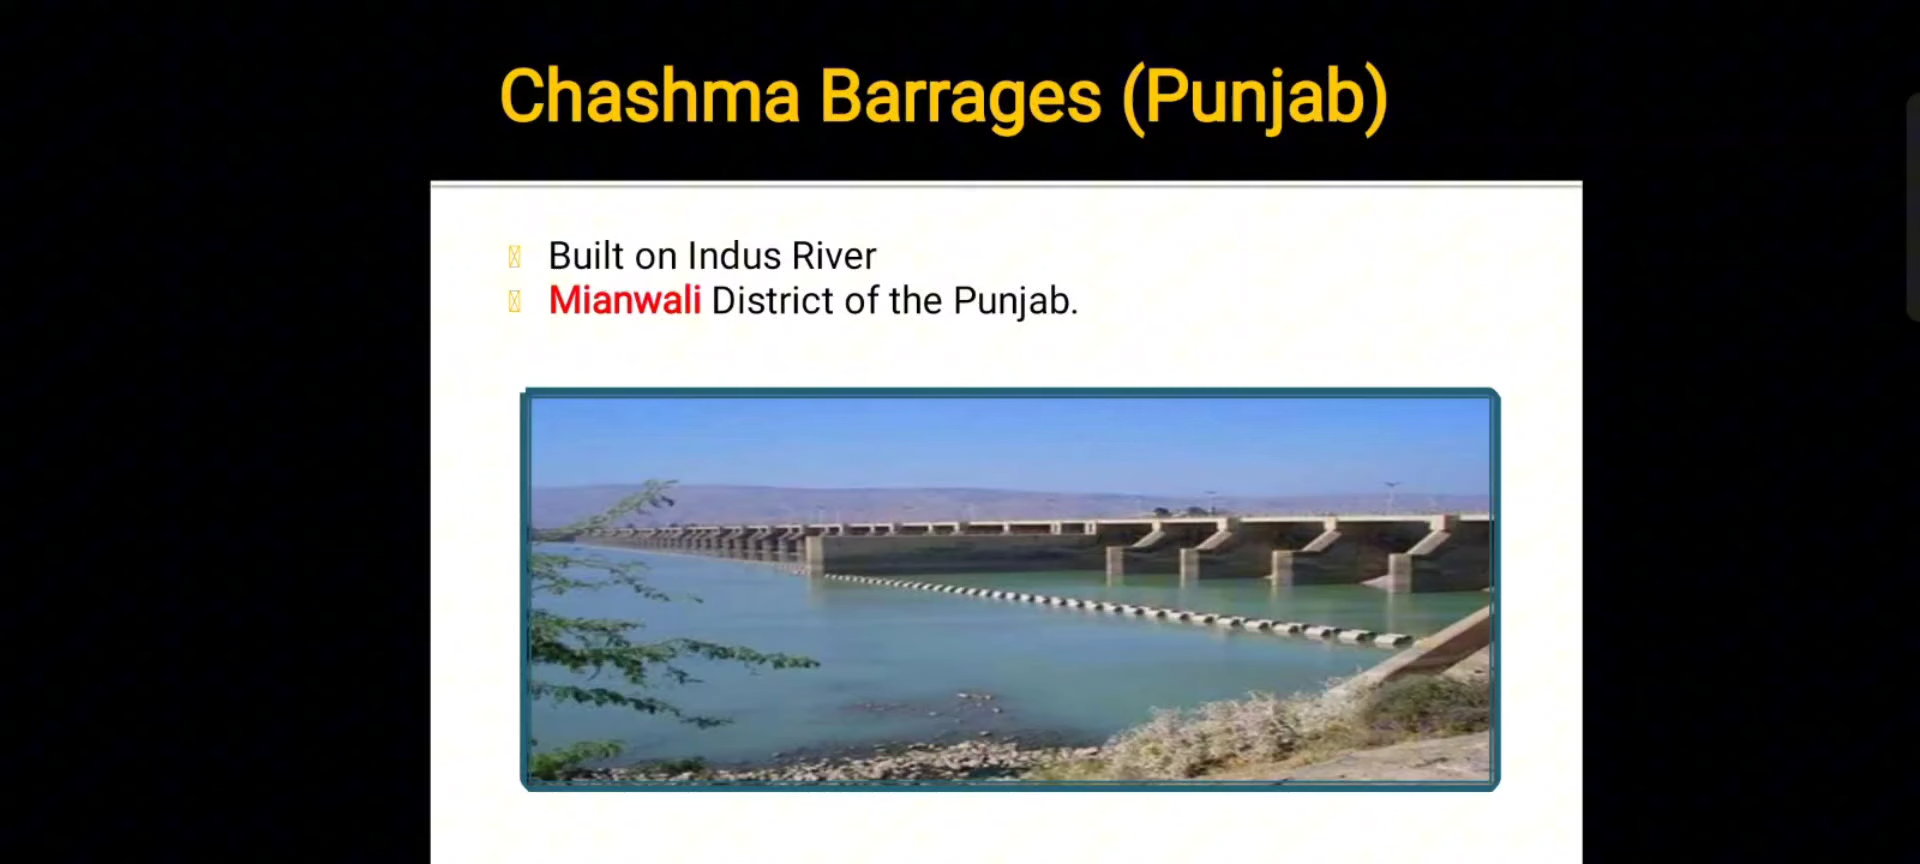 Chashma Barrages (Punjab)
Built on Indus River
Mianwali District of the Punjab.